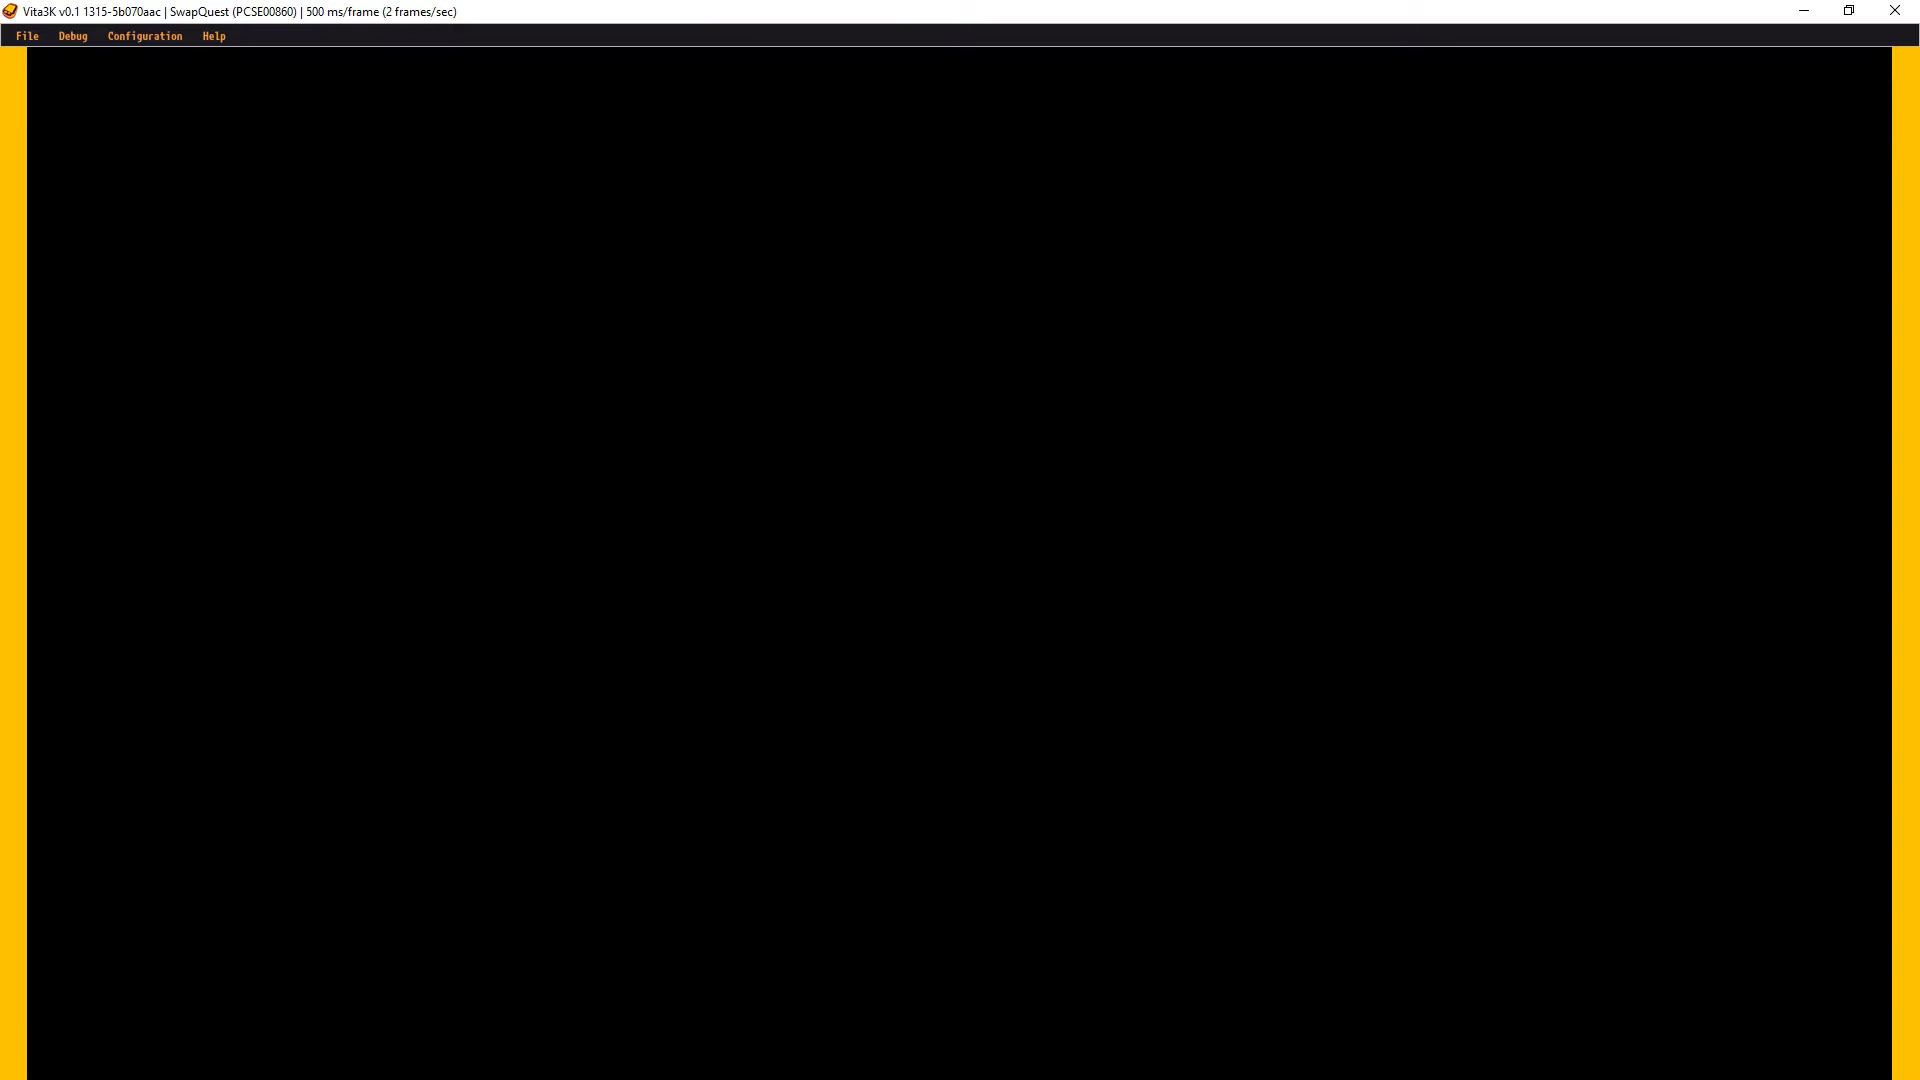 Vita3K v0.1 1315-5b070aac | SwapQuest (PCSE00860) | 500 ms/frame (2 frames/sec)
File Debug Configuration Help